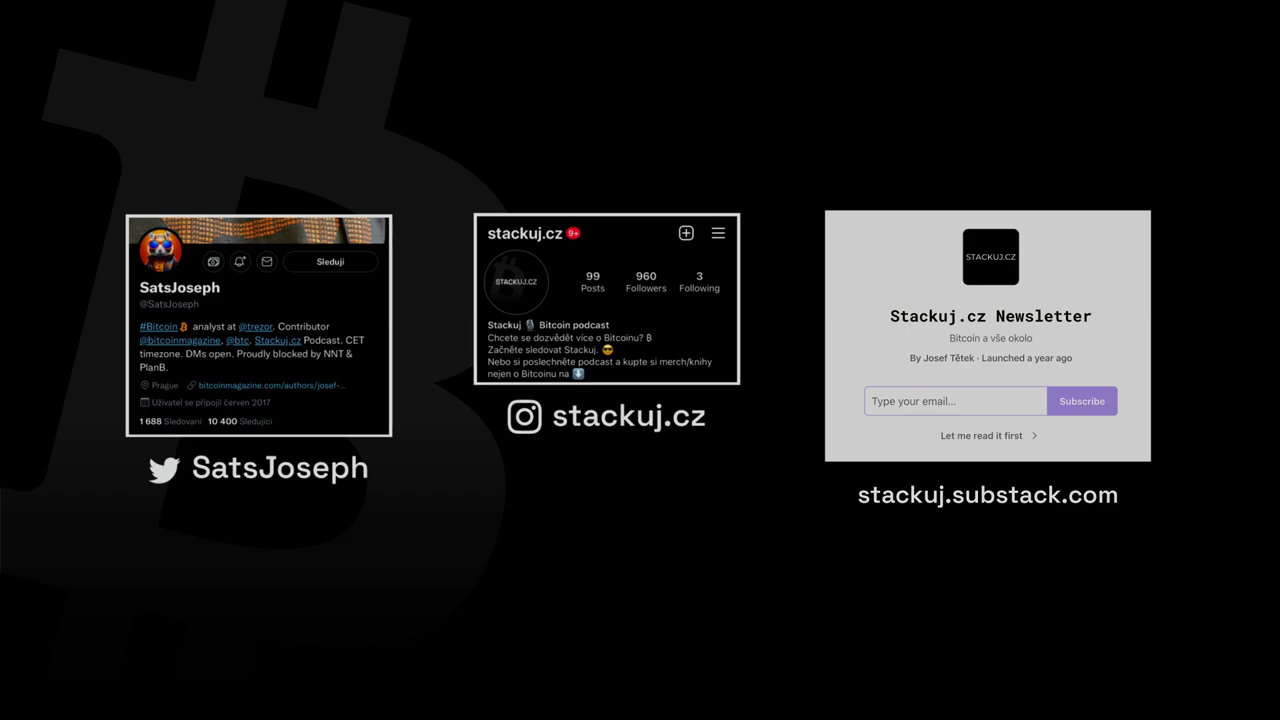 Sleduji
SatsJoseph
@SatsJoseph
#Bitcoin analyst at @trezor. Contributor
@bitcoinmagazine, @btc. Stackuj.cz Podcast. CET
timezone. DMs open. Proudly blocked by NNT &
PlanB.
Prague bitcoinmagazine.com/authors/josef-...
Uživatel se připojil červen 2017
1 688 Sledovaní 10 400 Sledující
SatsJoseph
stackuj.cz 9+
STACKUJ.CZ
99 960 3
Posts Followers Following
Stackuj 🎙️ Bitcoin podcast
Chcete se dozvědět více o Bitcoinu? ₿
Začněte sledovat Stackuj. 😎
Nebo si poslechněte podcast a kupte si merch/knihy
nejen o Bitcoinu na ⬇️
stackuj.cz
STACKUJ.CZ
Stackuj.cz Newsletter
Bitcoin a vše okolo
By Josef Tětek · Launched a year ago
Type your email... Subscribe
Let me read it first >
stackuj.substack.com